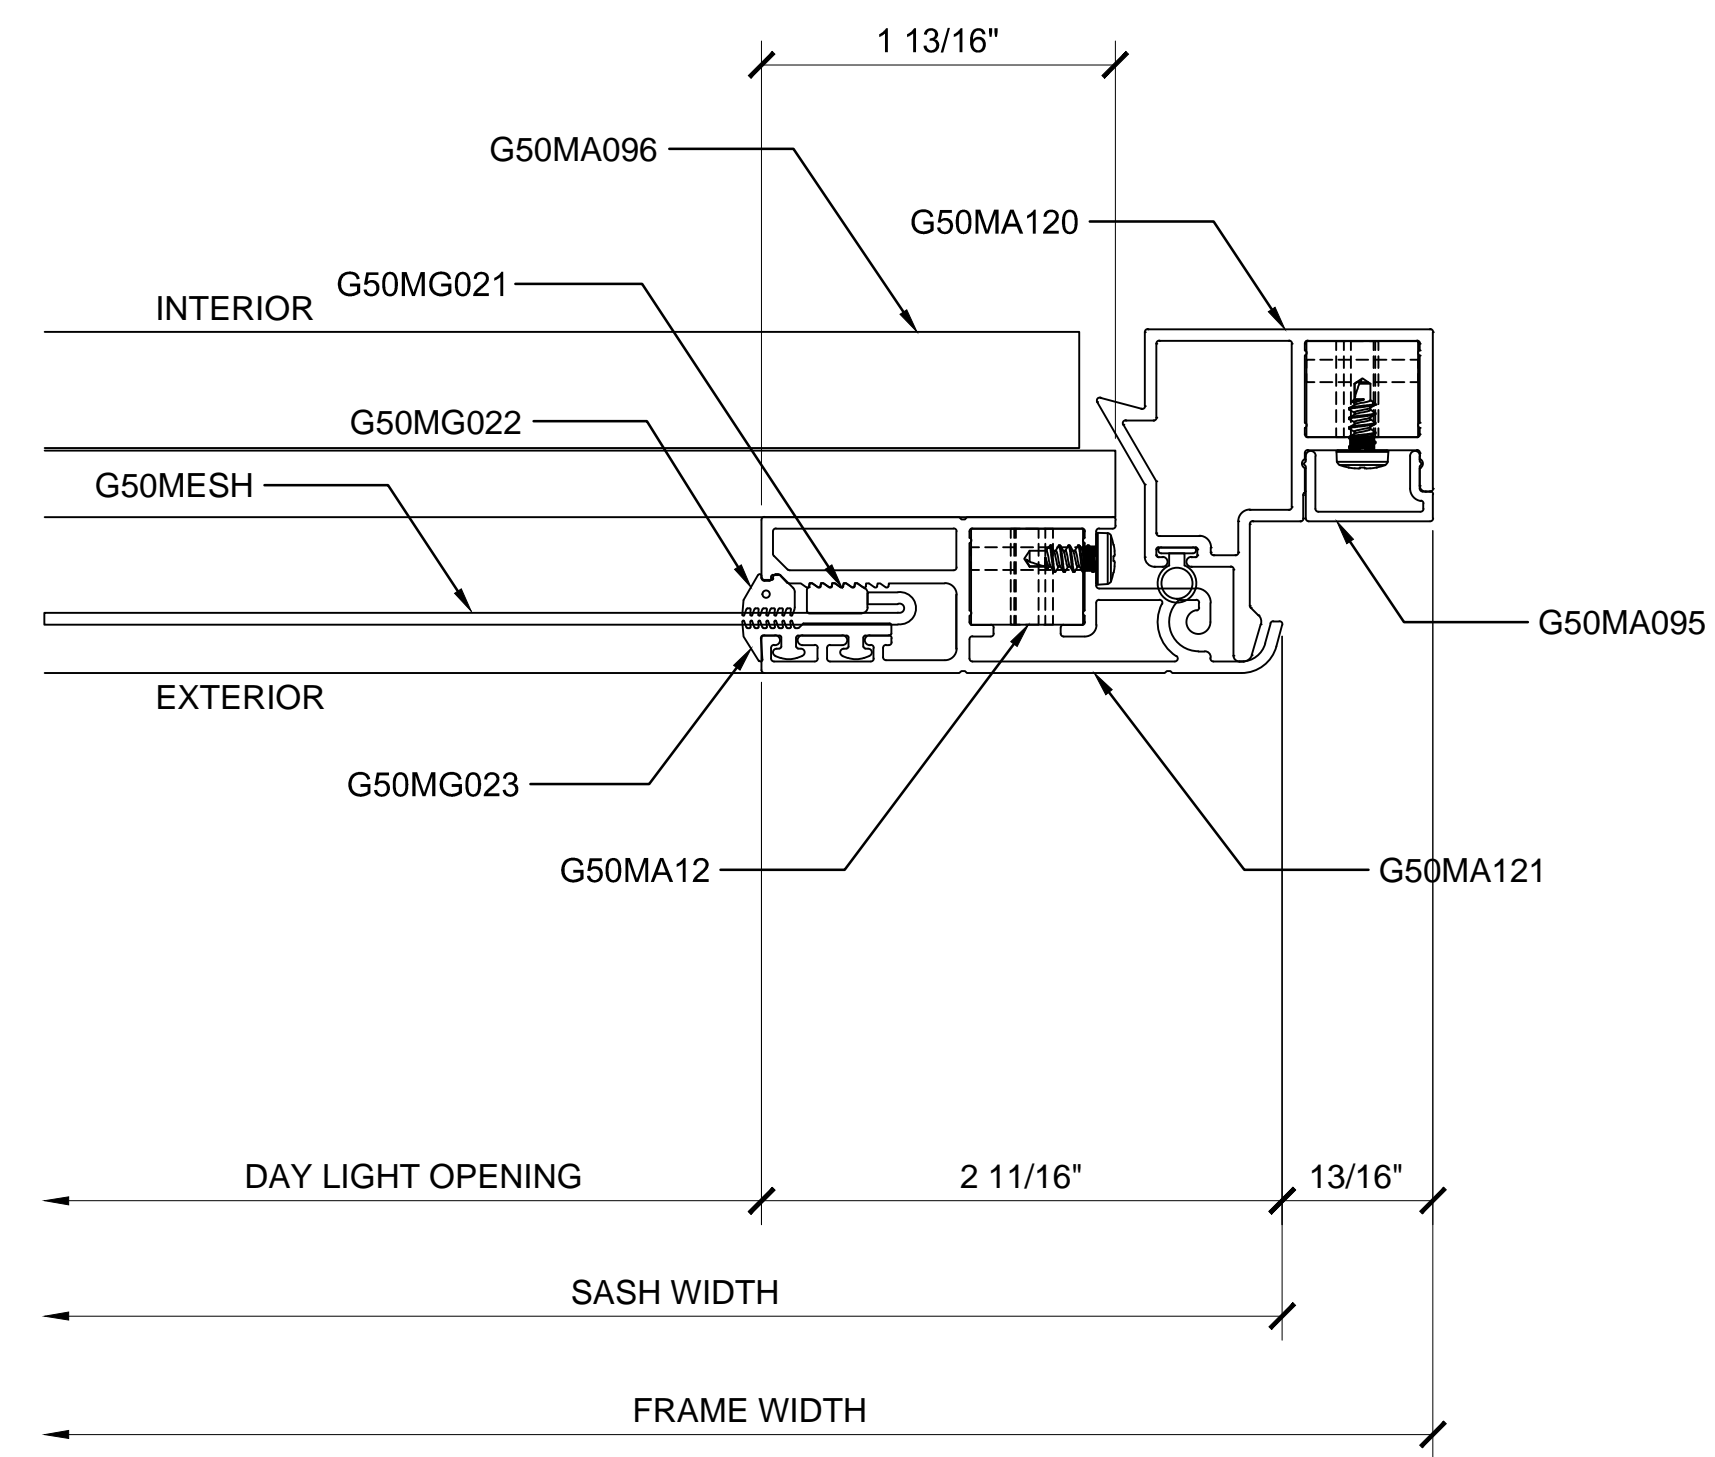 1 13/16"
G50MA096
G50MA120
G50MG021
INTERIOR
G50MG022
G50MESH
G50MA095
EXTERIOR
G50MG023
G50MA12
G50MA121
DAY LIGHT OPENING
2 11/16"
13/16"
SASH WIDTH
FRAME WIDTH